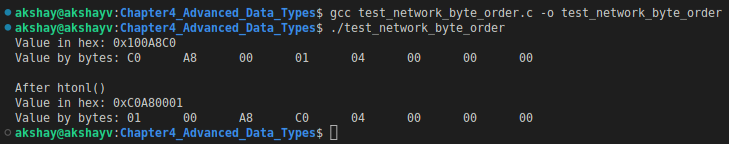 akshay@akshayv:Chapter4_Advanced_Data_Types$ gcc test_network_byte_order.c -o test_network_byte_order
akshay@akshayv:Chapter4_Advanced_Data_Types$ ./test_network_byte_order
Value in hex: 0x100A8C0
Value by bytes: C0 A8 00 01 04 00 00 00
After htonl()
Value in hex: 0xC0A80001
Value by bytes: 01 00 A8 C0 04 00 00 00
akshay@akshayv:Chapter4_Advanced_Data_Types$